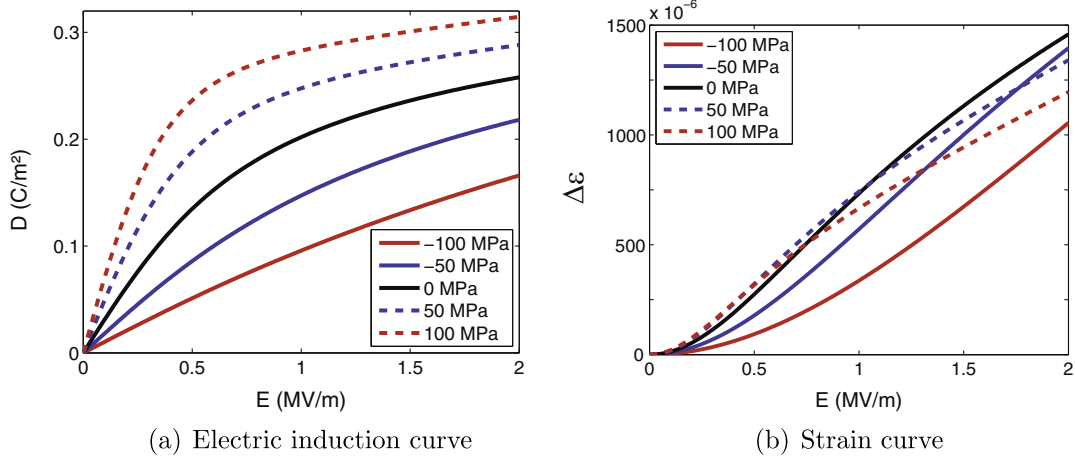 0.3
0.2
0.1
0
D (C/m²)
−100 MPa
−50 MPa
0 MPa
50 MPa
100 MPa
0 0.5 1 1.5 2
E (MV/m)
(a) Electric induction curve
x 10⁻⁶
1500
1000
500
0
Δε
−100 MPa
−50 MPa
0 MPa
50 MPa
100 MPa
0 0.5 1 1.5 2
E (MV/m)
(b) Strain curve